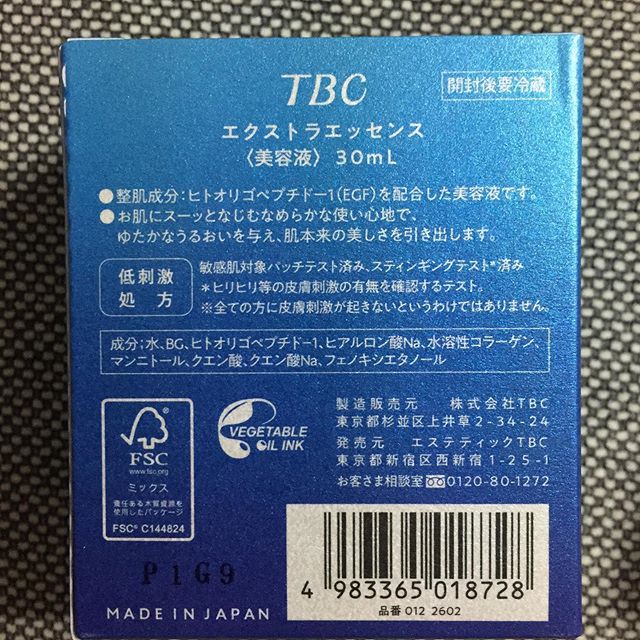 TBC
開封後要冷蔵
エクストラエッセンス
〈美容液〉 30mL
●整肌成分:ヒトオリゴペプチド-1(EGF)を配合した美容液です。
●お肌にスーッとなじむなめらかな使い心地で、
ゆたかなうるおいを与え、肌本来の美しさを引き出します。
低刺激
処方
敏感肌対象パッチテスト済み、スティンギングテスト*済み
*ヒリヒリ等の皮膚刺激の有無を確認するテスト。
※全ての方に皮膚刺激が起きないというわけではありません。
成分:水、BG、ヒトオリゴペプチド-1、ヒアルロン酸Na、水溶性コラーゲン、
マンニトール、クエン酸、クエン酸Na、フェノキシエタノール
FSC
www.fsc.org
ミックス
責任ある木質資源を
使用したパッケージ
FSC® C144824
VEGETABLE
OIL INK
製造販売元 株式会社TBC
東京都杉並区上井草2-34-24
発売元 エステティックTBC
東京都新宿区西新宿1-25-1
お客さま相談室 0120-80-1272
P1G9
MADE IN JAPAN
4 983365 018728
品番 012 2602